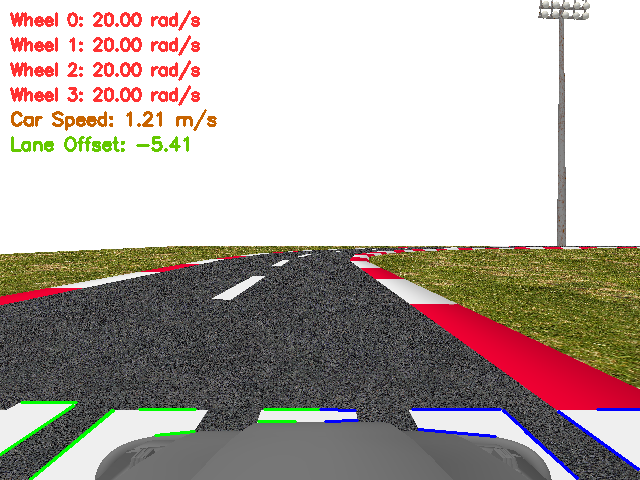 Wheel 0: 20.00 rad/s
Wheel 1: 20.00 rad/s
Wheel 2: 20.00 rad/s
Wheel 3: 20.00 rad/s
Car Speed: 1.21 m/s
Lane Offset: -5.41